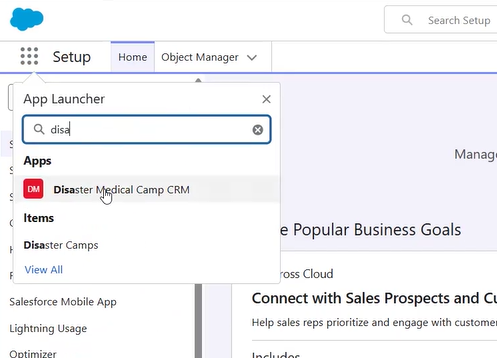 Search Setup
Setup
Home
Object Manager
App Launcher
disa
Apps
DM
Disaster Medical Camp CRM
Items
Disaster Camps
View All
Salesforce Mobile App
Lightning Usage
Optimizer
Manag
e Popular Business Goals
ross Cloud
Connect with Sales Prospects and Cu
Help sales reps prioritize and engage with customer
Includes